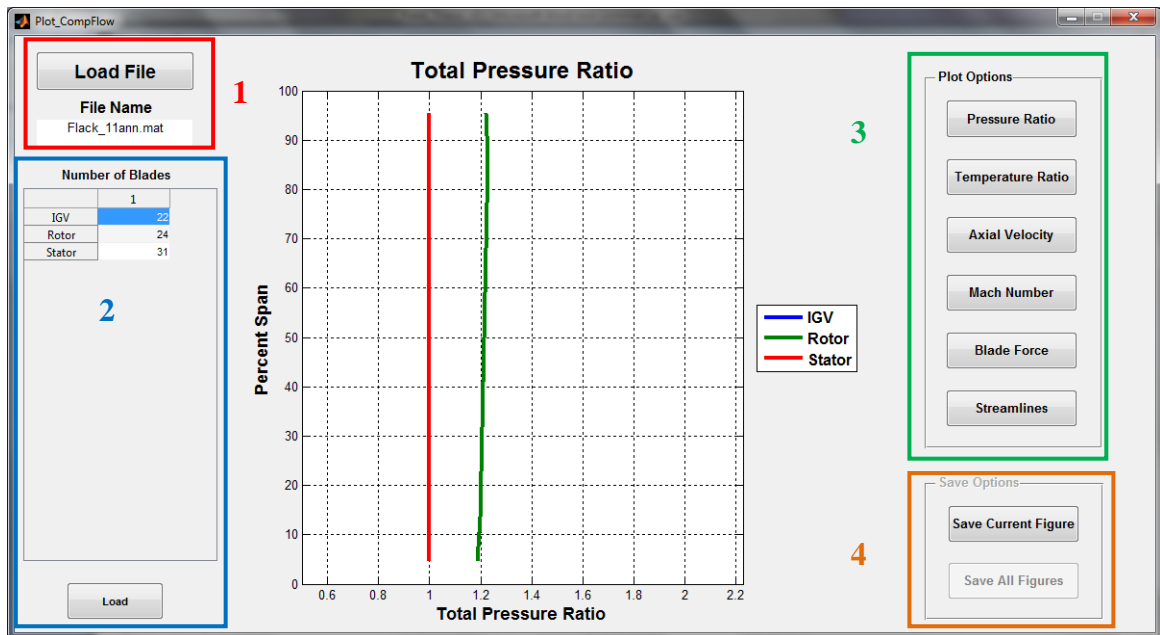 Plot_CompFlow
Load File
File Name
Flack_11ann.mat
1
Number of Blades
1
IGV 22
Rotor 24
Stator 31
2
Load
Total Pressure Ratio
Percent Span
100
90
80
70
60
50
40
30
20
10
0
0.6 0.8 1 1.2 1.4 1.6 1.8 2 2.2
Total Pressure Ratio
IGV
Rotor
Stator
3
Plot Options
Pressure Ratio
Temperature Ratio
Axial Velocity
Mach Number
Blade Force
Streamlines
4
Save Options
Save Current Figure
Save All Figures